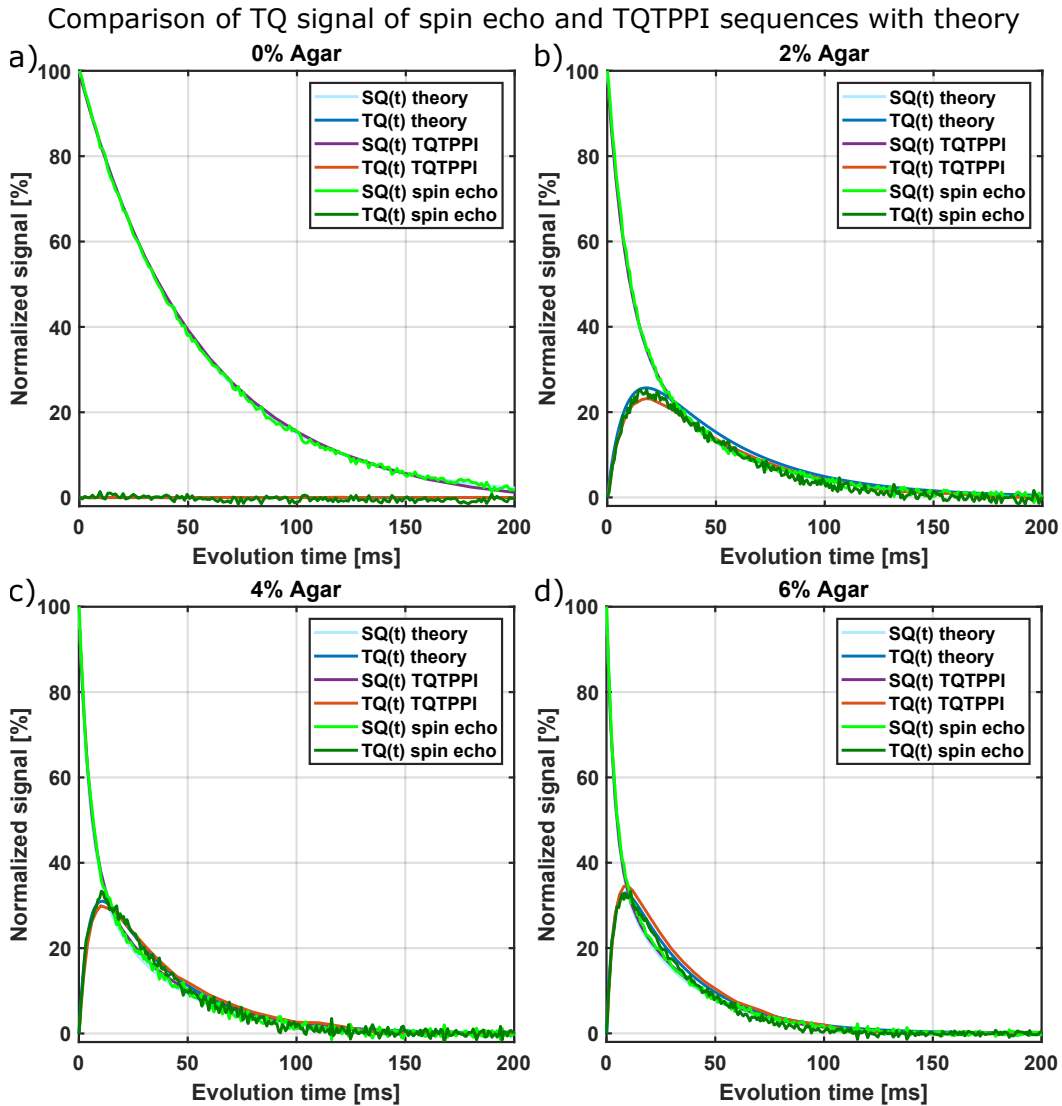 Comparison of TQ signal of spin echo and TQTPPI sequences with theory
a)
0% Agar
Normalized signal [%]
100
80
60
40
20
0
SQ(t) theory
TQ(t) theory
SQ(t) TQTPPI
TQ(t) TQTPPI
SQ(t) spin echo
TQ(t) spin echo
0 50 100 150 200
Evolution time [ms]
b)
2% Agar
Normalized signal [%]
100
80
60
40
20
0
SQ(t) theory
TQ(t) theory
SQ(t) TQTPPI
TQ(t) TQTPPI
SQ(t) spin echo
TQ(t) spin echo
0 50 100 150 200
Evolution time [ms]
c)
4% Agar
Normalized signal [%]
100
80
60
40
20
0
SQ(t) theory
TQ(t) theory
SQ(t) TQTPPI
TQ(t) TQTPPI
SQ(t) spin echo
TQ(t) spin echo
0 50 100 150 200
Evolution time [ms]
d)
6% Agar
Normalized signal [%]
100
80
60
40
20
0
SQ(t) theory
TQ(t) theory
SQ(t) TQTPPI
TQ(t) TQTPPI
SQ(t) spin echo
TQ(t) spin echo
0 50 100 150 200
Evolution time [ms]